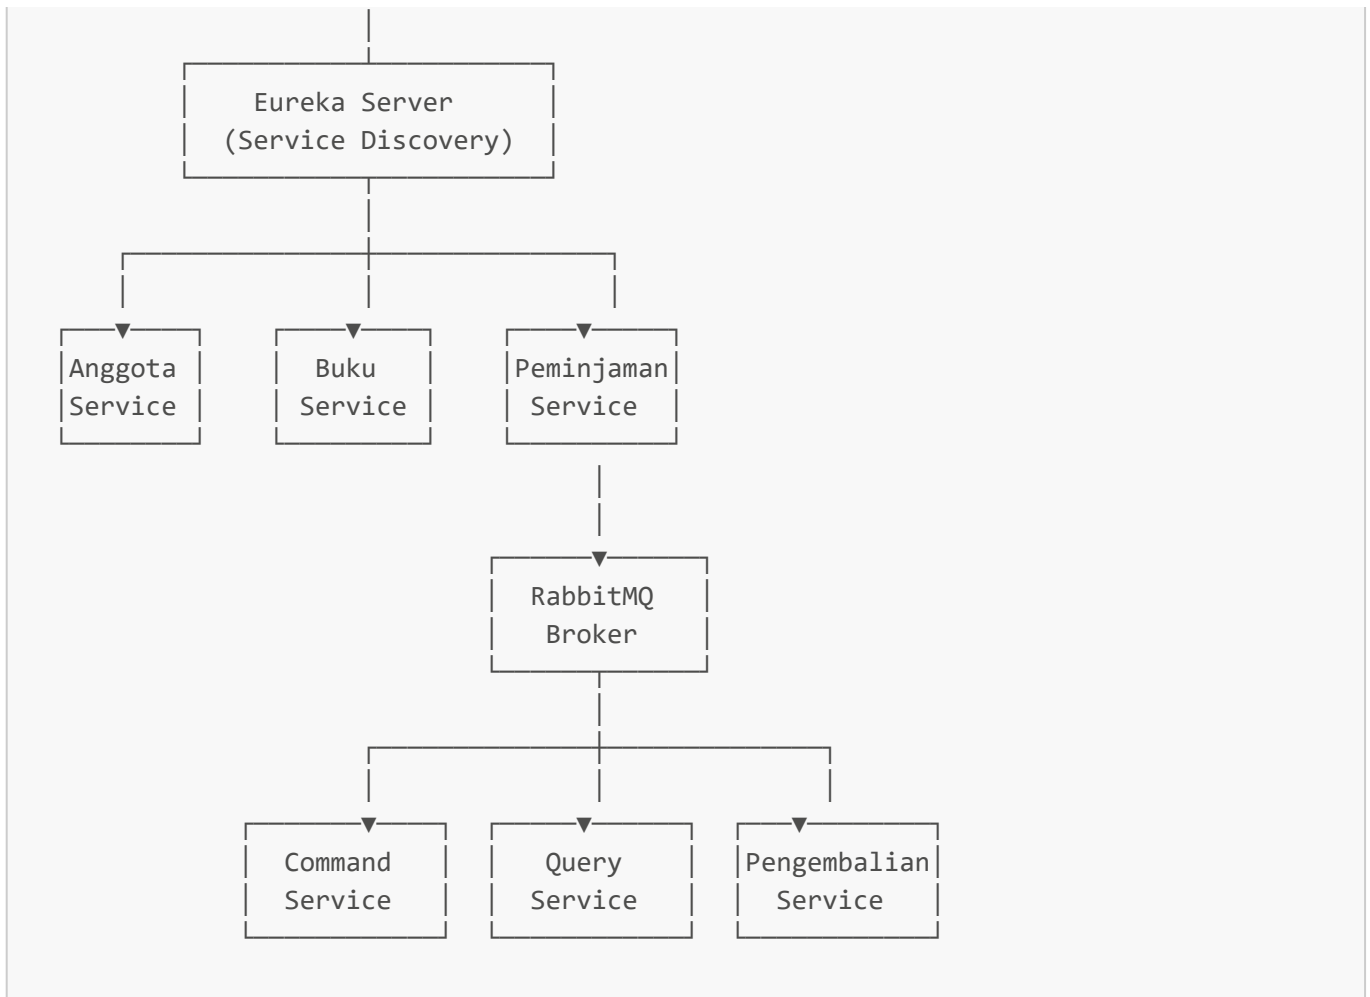 Eureka Server
(Service Discovery)
Anggota Buku Peminjaman
Service Service Service
RabbitMQ
Broker
Command Query Pengembalian
Service Service Service